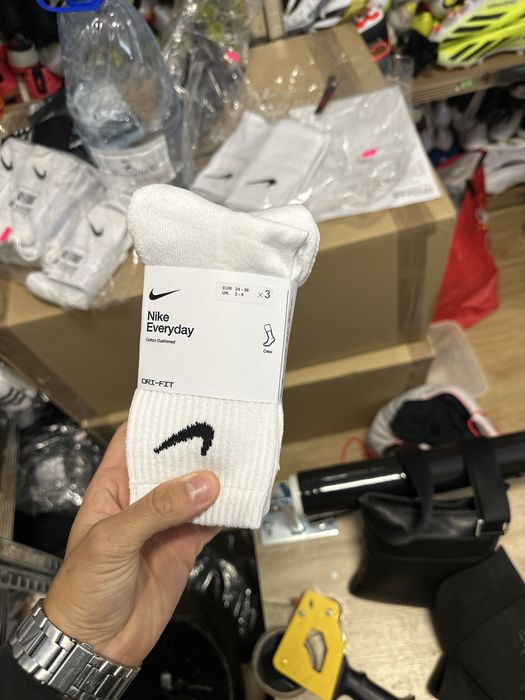 EUR 34 - 38
UK 2 - 5
×3
Nike
Everyday
Cotton Cushioned
Crew
DRI-FIT